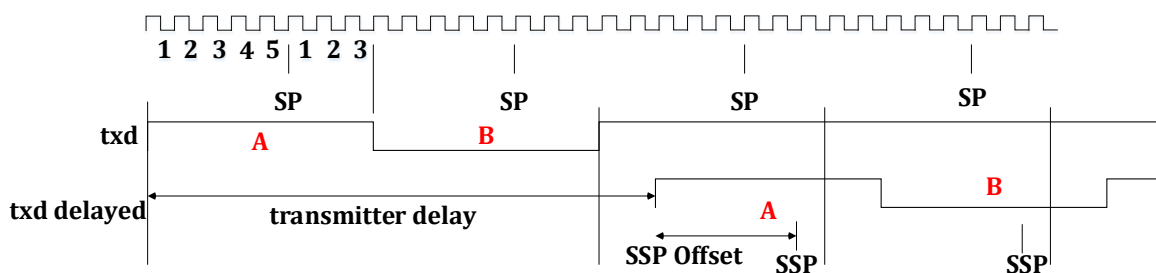 1 2 3 4 5 1 2 3
SP SP SP SP
txd A B
txd delayed transmitter delay A B
SSP Offset SSP SSP